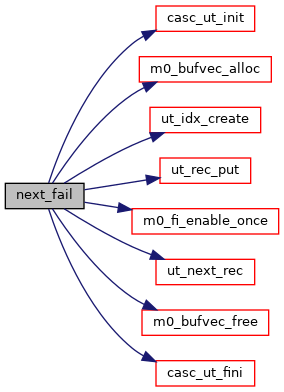 casc_ut_init
m0_bufvec_alloc
ut_idx_create
ut_rec_put
next_fail
m0_fi_enable_once
ut_next_rec
m0_bufvec_free
casc_ut_fini